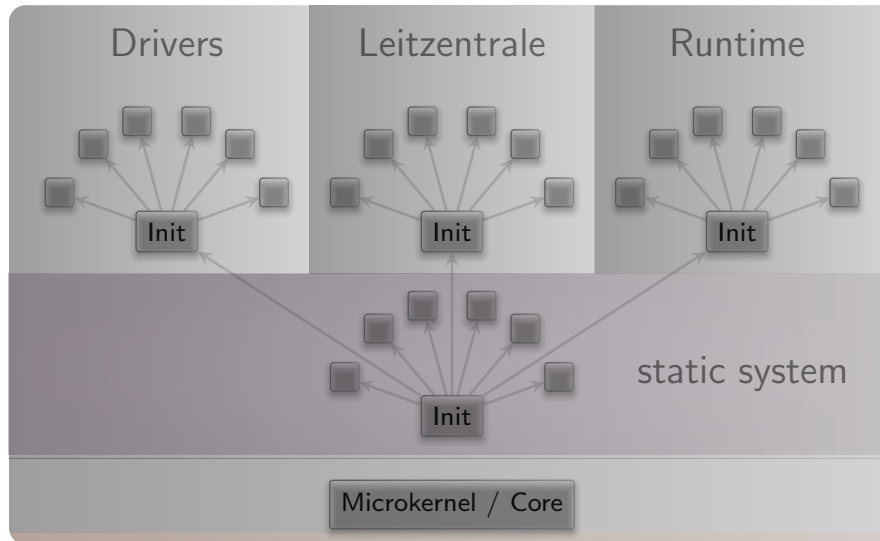 Drivers
Leitzentrale
Runtime
Init
Init
Init
static system
Init
Microkernel / Core